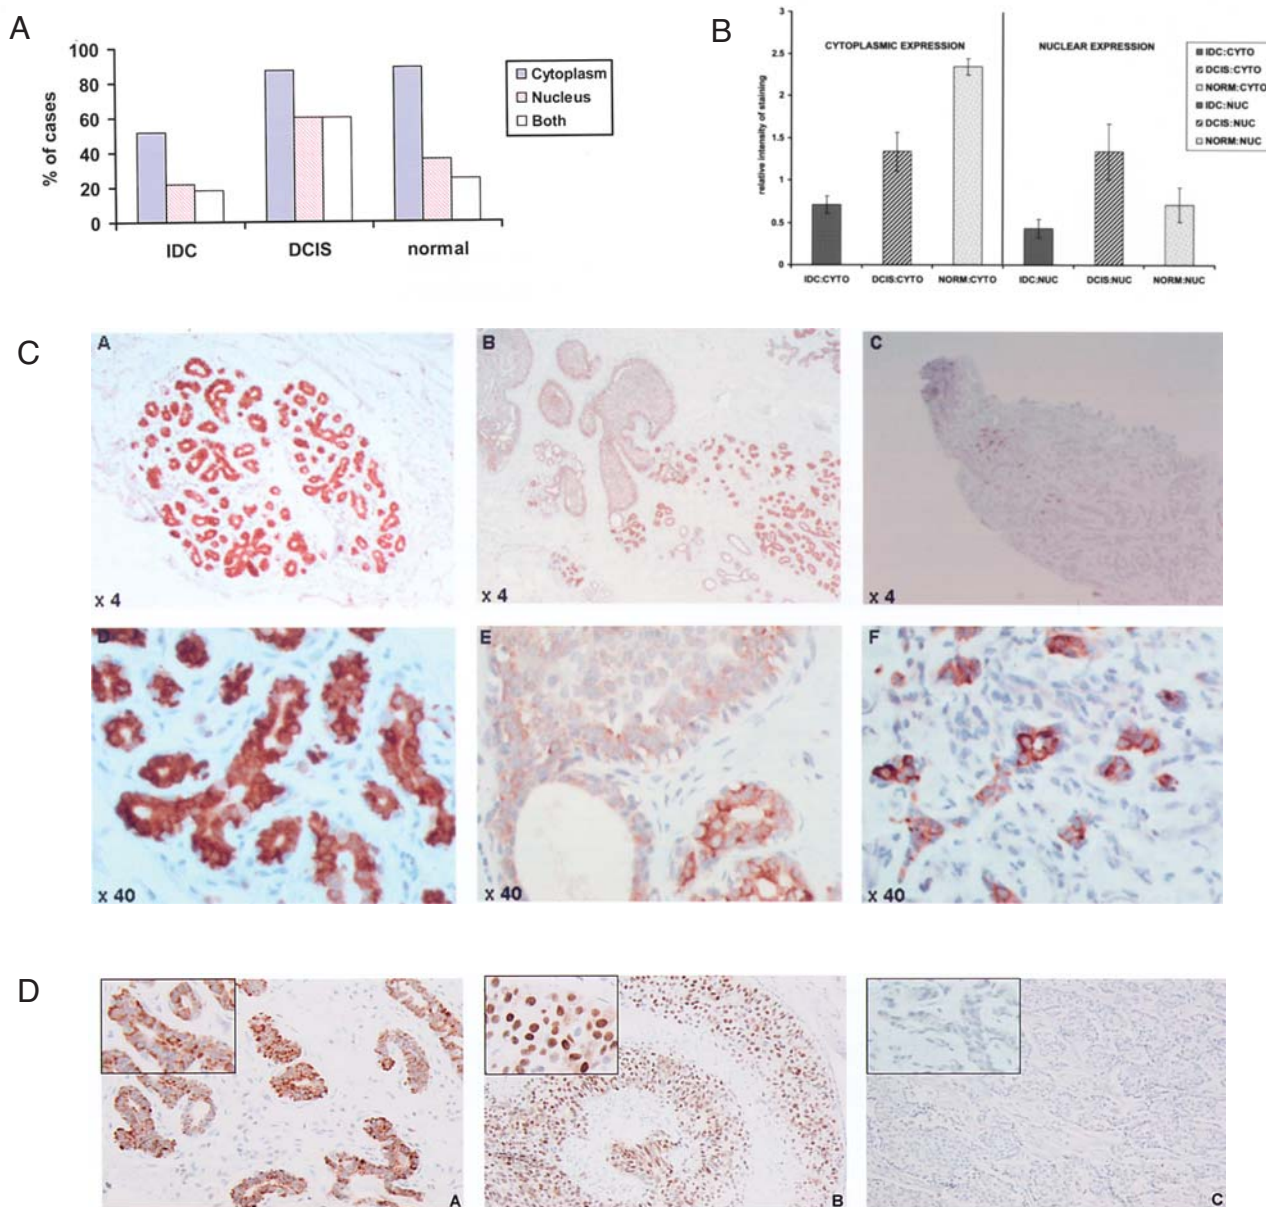 A
100
80
60
40
20
0
% of cases
IDC
DCIS
normal
Cytoplasm
Nucleus
Both
B
3
2.5
2
1.5
1
0.5
0
relative intensity of staining
CYTOPLASMIC EXPRESSION
NUCLEAR EXPRESSION
IDC:CYTO
DCIS:CYTO
NORM:CYTO
IDC:NUC
DCIS:NUC
NORM:NUC
IDC:CYTO
DCIS:CYTO
NORM:CYTO
IDC:NUC
DCIS:NUC
NORM:NUC
C
A
x 4
B
x 4
C
x 4
D
x 40
E
x 40
F
x 40
D
A
B
C